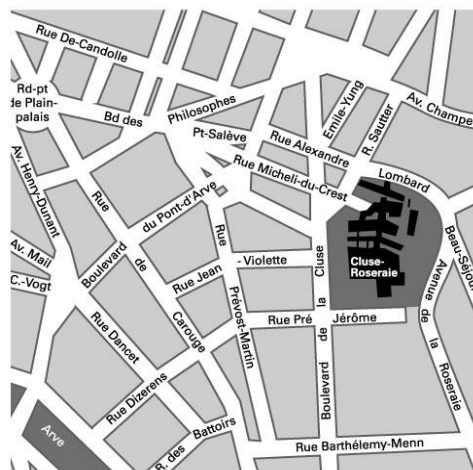 Rue De-Candolle
Rd-pt
de Plain-
palais
Bd des
Philosophes
Pt-Salève
Emile-Yung
R. Sautter
Av. Champe
Rue Alexandre
Rue Micheli-du-Crest
Lombard
Av. Henry-Dunant
Rue
de
Carouge
Boulevard
du Pont-d'Arve
Av. Mail
C.-Vogt
Rue
Prévost-Martin
Rue Jean
-Violette
Boulevard de
la Cluse
Cluse-
Roseraie
Beau-Séjour
Avenue de la Roseraie
Rue Pré Jérôme
Rue Dancet
Rue Dizerens
R. des
Battoirs
Arve
Rue Barthélemy-Menn